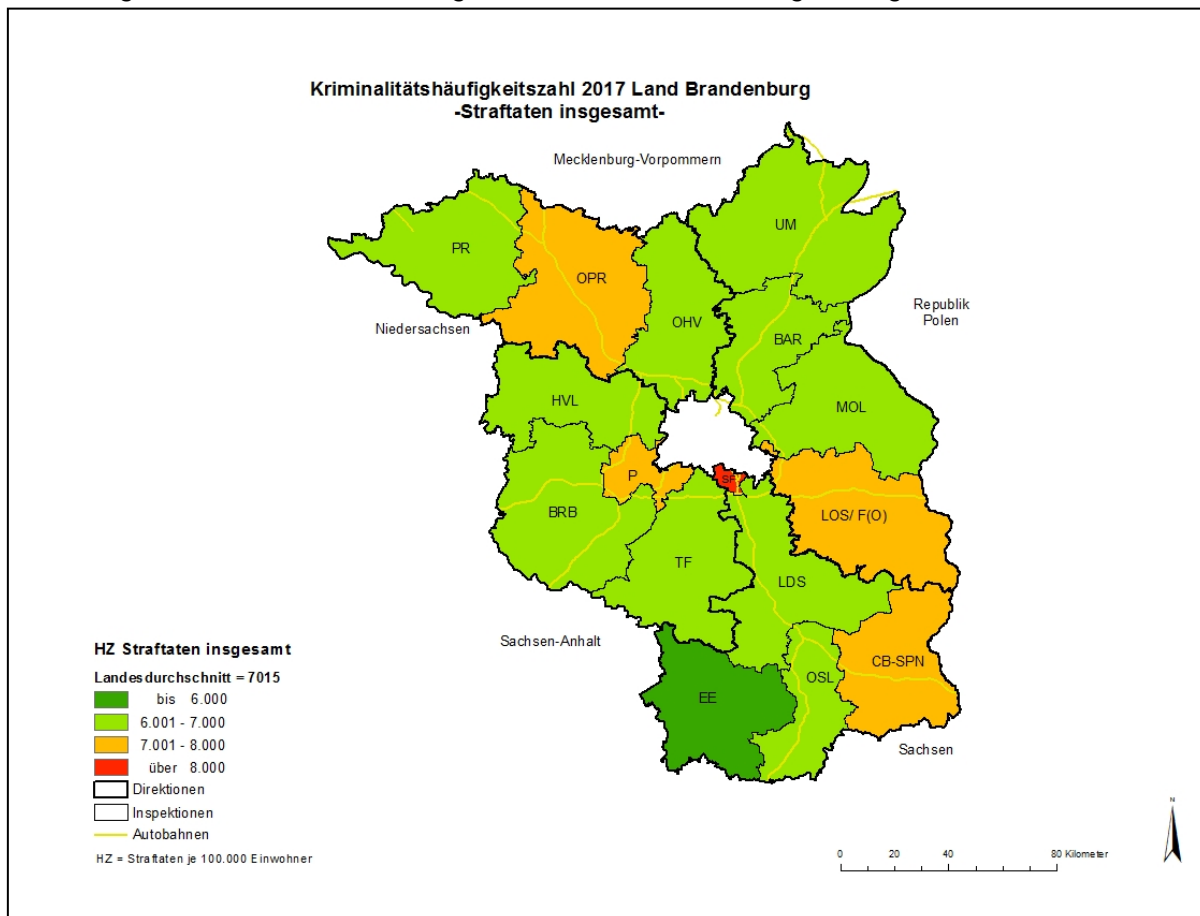 Kriminalitätshäufigkeitszahl 2017 Land Brandenburg
-Straftaten insgesamt-
Mecklenburg-Vorpommern
UM
PR
OPR
Republik
Polen
Niedersachsen
OHV
BAR
HVL
MOL
P
SF
BRB
LOS/ F(O)
TF
LDS
Sachsen-Anhalt
CB-SPN
OSL
EE
Sachsen
HZ Straftaten insgesamt
Landesdurchschnitt = 7015
bis 6.000
6.001 - 7.000
7.001 - 8.000
über 8.000
Direktionen
Inspektionen
Autobahnen
HZ = Straftaten je 100.000 Einwohner
N
0 20 40 80 Kilometer